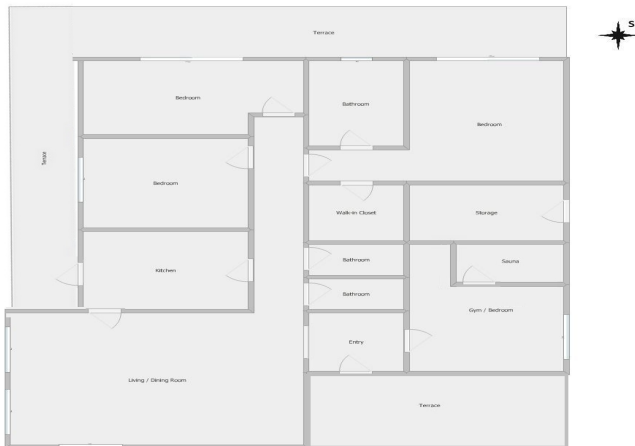 Terrace
S
Bedroom
Bathroom
Bedroom
Terrace
Bedroom
Walk-in Closet
Storage
Kitchen
Bathroom
Sauna
Bathroom
Gym / Bedroom
Entry
Living / Dining Room
Terrace